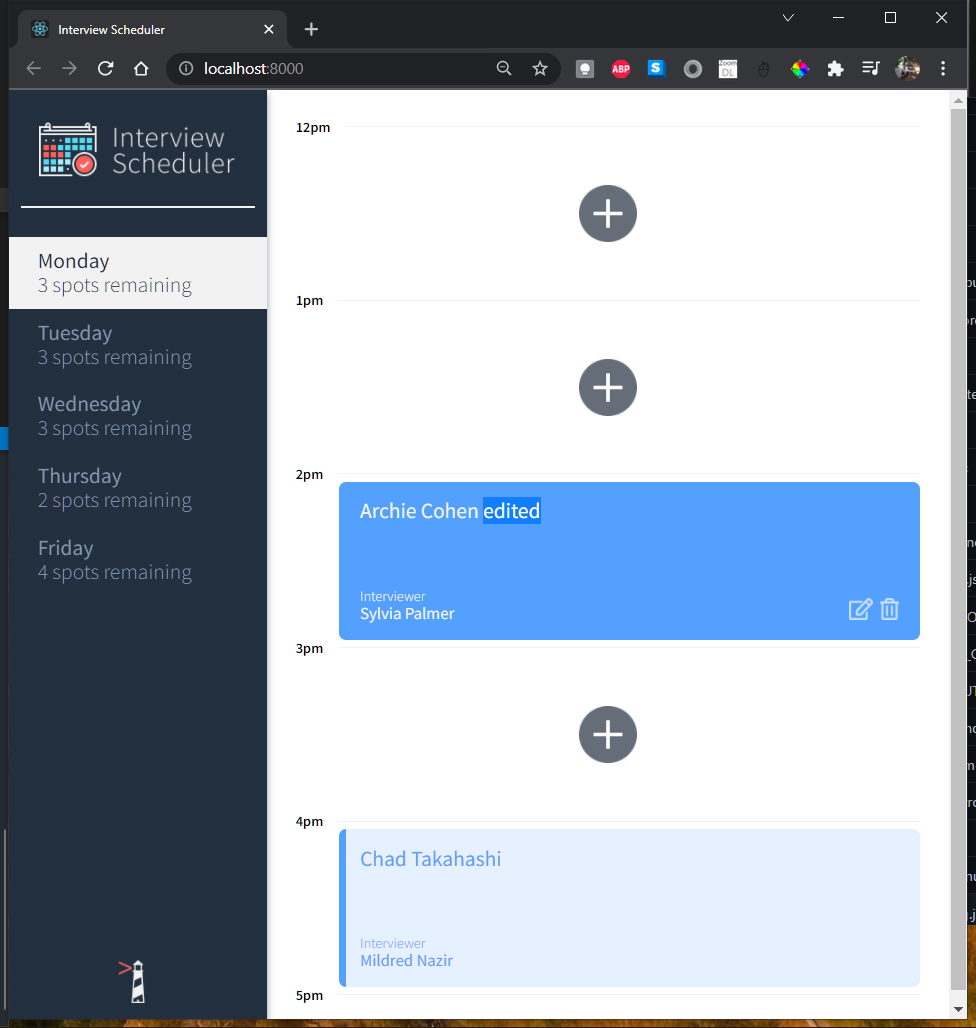 Interview Scheduler
localhost:8000
ABP
S
Zoom
DL
Interview
Scheduler
Monday
3 spots remaining
Tuesday
3 spots remaining
Wednesday
3 spots remaining
Thursday
2 spots remaining
Friday
4 spots remaining
12pm
1pm
2pm
Archie Cohen edited
Interviewer
Sylvia Palmer
3pm
4pm
Chad Takahashi
Interviewer
Mildred Nazir
5pm